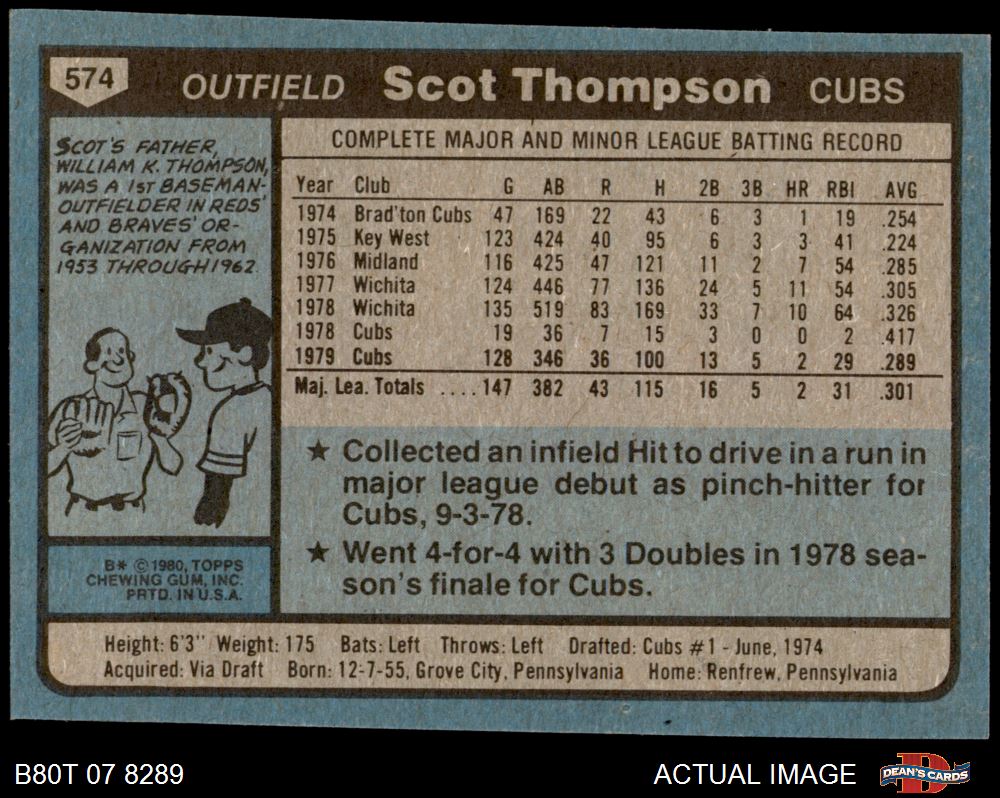 574 OUTFIELD Scot Thompson CUBS
SCOT'S FATHER,
WILLIAM K. THOMPSON,
WAS A 1ST BASEMAN-
OUTFIELDER IN REDS'
AND BRAVES' OR-
GANIZATION FROM
1953 THROUGH 1962.
B* ©1980, TOPPS
CHEWING GUM, INC.
PRTD. IN U.S.A.
COMPLETE MAJOR AND MINOR LEAGUE BATTING RECORD
Year Club G AB R H 2B 3B HR RBI AVG
1974 Brad'ton Cubs 47 169 22 43 6 3 1 19 .254
1975 Key West 123 424 40 95 6 3 3 41 .224
1976 Midland 116 425 47 121 11 2 7 54 .285
1977 Wichita 124 446 77 136 24 5 11 54 .305
1978 Wichita 135 519 83 169 33 7 10 64 .326
1978 Cubs 19 36 7 15 3 0 0 2 .417
1979 Cubs 128 346 36 100 13 5 2 29 .289
Maj. Lea. Totals .... 147 382 43 115 16 5 2 31 .301
★ Collected an infield Hit to drive in a run in
major league debut as pinch-hitter for
Cubs, 9-3-78.
★ Went 4-for-4 with 3 Doubles in 1978 sea-
son's finale for Cubs.
Height: 6'3" Weight: 175 Bats: Left Throws: Left Drafted: Cubs #1 - June, 1974
Acquired: Via Draft Born: 12-7-55, Grove City, Pennsylvania Home: Renfrew, Pennsylvania
B80T 07 8289 ACTUAL IMAGE D DEAN'S CARDS